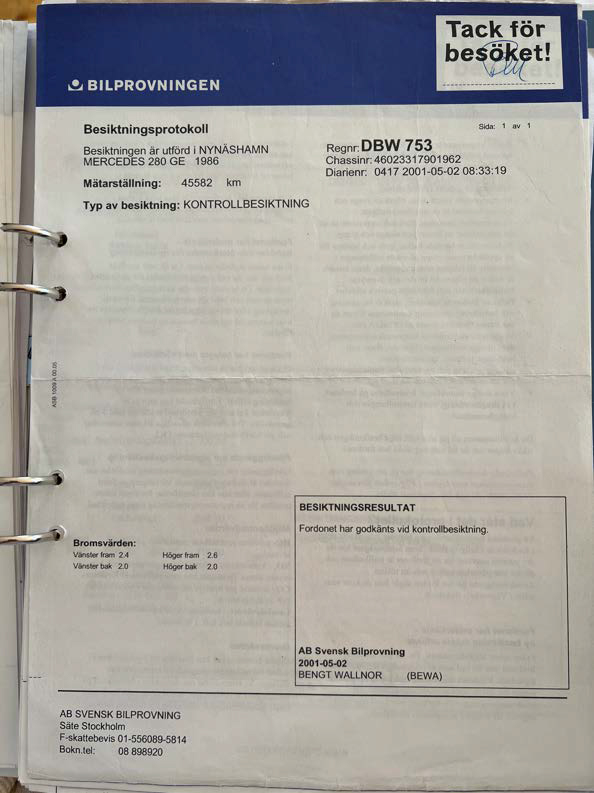 Tack för
besöket!
BILPROVNINGEN
Besiktningsprotokoll
Sida: 1 av 1
Besiktningen är utförd i NYNÄSHAMN
MERCEDES 280 GE 1986
Regnr: DBW 753
Chassinr: 46023317901962
Diarienr: 0417 2001-05-02 08:33:19
Mätarställning: 45582 km
Typ av besiktning: KONTROLLBESIKTNING
ASB 1009 A 00.05
BESIKTNINGSRESULTAT
Fordonet har godkänts vid kontrollbesiktning.
Bromsvärden:
Vänster fram 2.4 Höger fram 2.6
Vänster bak 2.0 Höger bak 2.0
AB Svensk Bilprovning
2001-05-02
BENGT WALLNOR (BEWA)
AB SVENSK BILPROVNING
Säte Stockholm
F-skattebevis 01-556089-5814
Bokn.tel: 08 898920